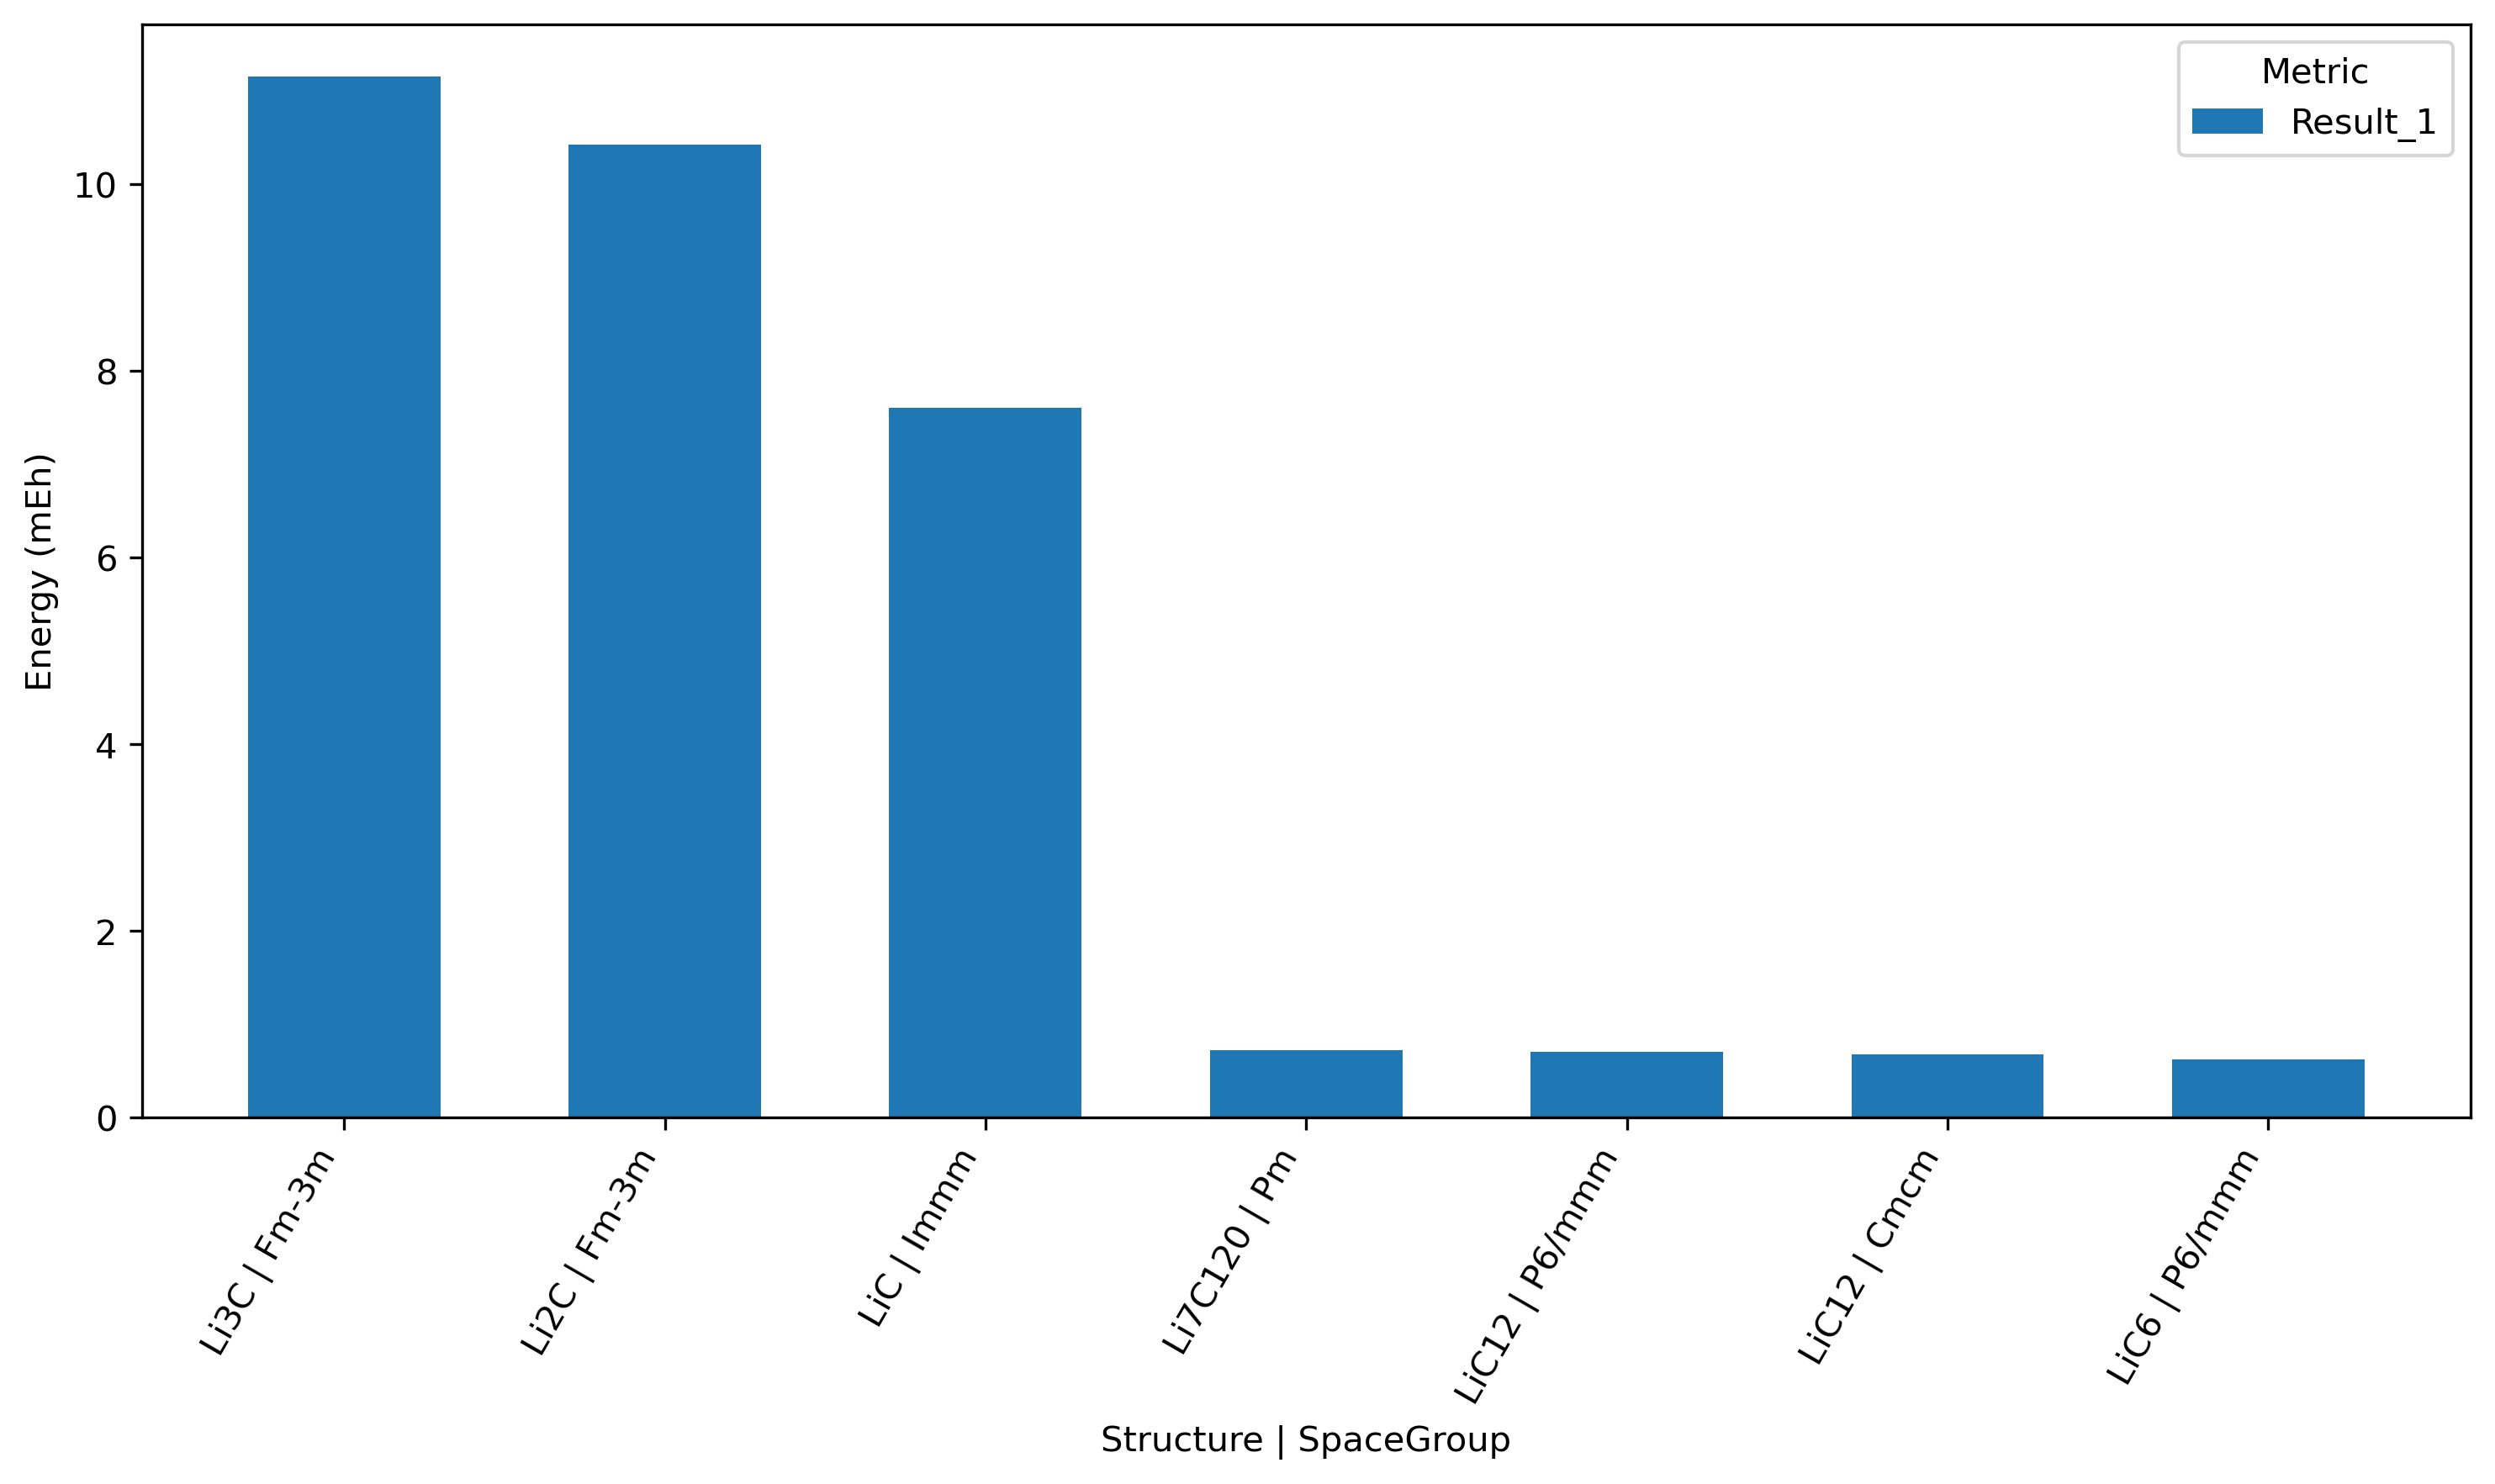 Metric
Result_1
10
8
6
4
2
0
Energy (mEh)
Li3C | Fm-3m
Li2C | Fm-3m
LiC | Immm
Li7C120 | Pm
LiC12 | P6/mmm
LiC12 | Cmcm
LiC6 | P6/mmm
Structure | SpaceGroup